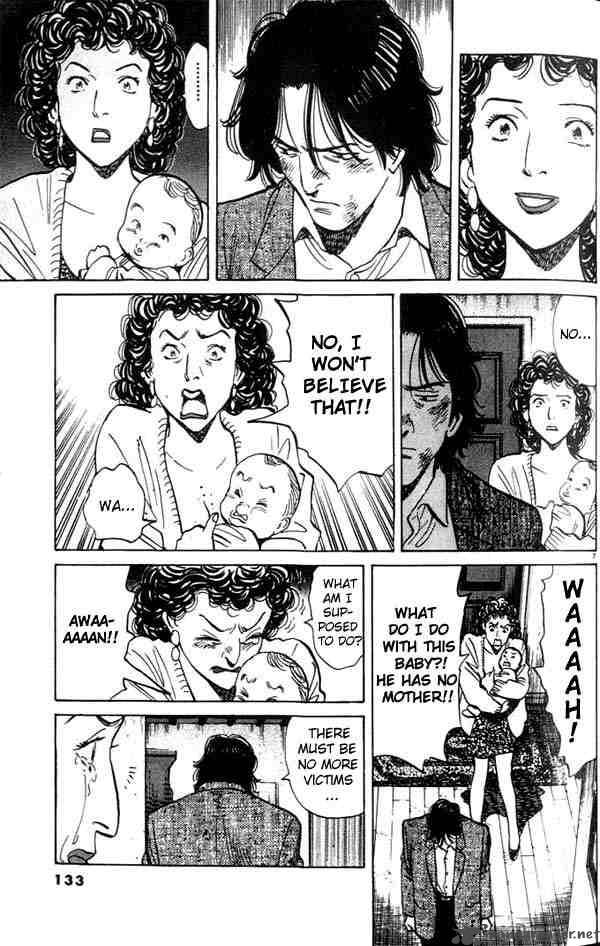 .........
NO...
NO, I
WON'T
BELIEVE
THAT!!
WA...
WAAAAAH!
WHAT
DO I DO
WITH THIS
BABY?!
HE HAS NO
MOTHER!!
WHAT
AM I
SUP-
POSED
TO DO?
AWAA-
AAAAN!!
THERE
MUST BE
NO MORE
VICTIMS
...
133
7